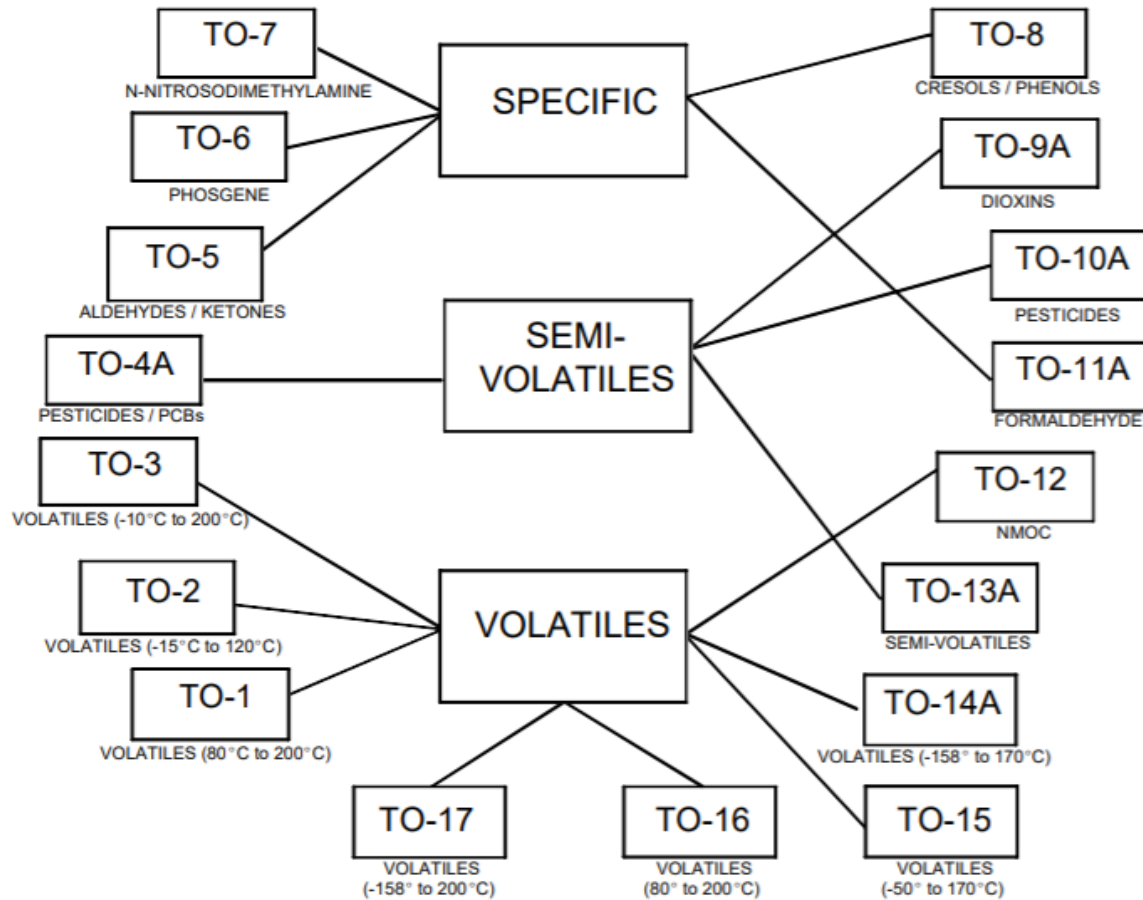 TO-7
N-NITROSODIMETHYLAMINE
TO-6
PHOSGENE
TO-5
ALDEHYDES / KETONES
TO-4A
PESTICIDES / PCBs
TO-3
VOLATILES (-10°C to 200°C)
TO-2
VOLATILES (-15°C to 120°C)
TO-1
VOLATILES (80°C to 200°C)
SPECIFIC
SEMI-
VOLATILES
VOLATILES
TO-17
VOLATILES
(-158° to 200°C)
TO-16
VOLATILES
(80° to 200°C)
TO-8
CRESOLS / PHENOLS
TO-9A
DIOXINS
TO-10A
PESTICIDES
TO-11A
FORMALDEHYDE
TO-12
NMOC
TO-13A
SEMI-VOLATILES
TO-14A
VOLATILES (-158° to 170°C)
TO-15
VOLATILES
(-50° to 170°C)